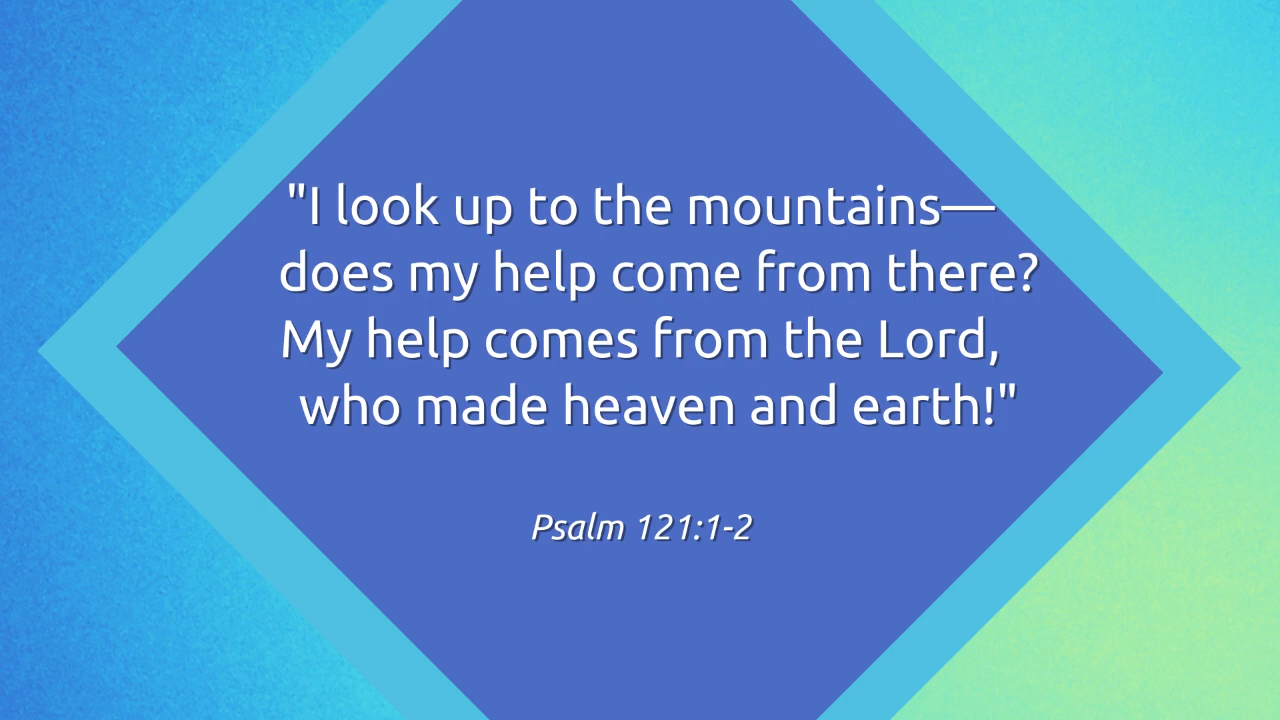 "I look up to the mountains—
does my help come from there?
My help comes from the Lord,
who made heaven and earth!"
Psalm 121:1-2